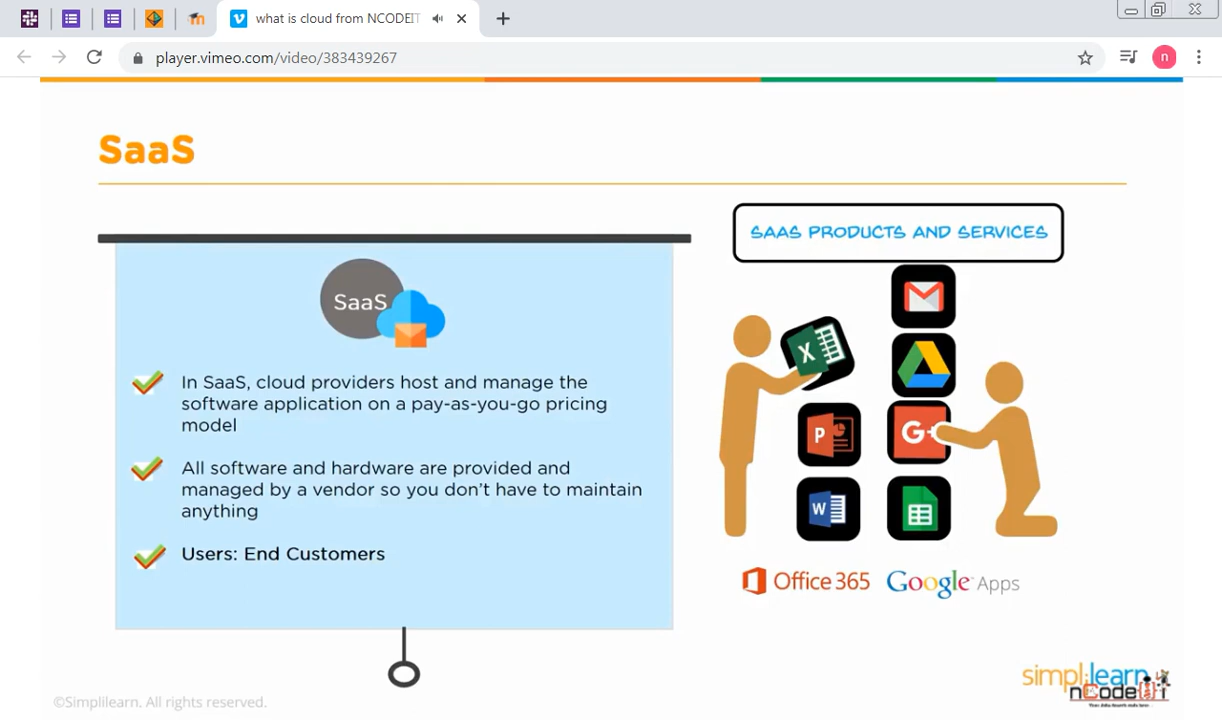 what is cloud from NCODEIT
player.vimeo.com/video/383439267
n
SaaS
SAAS PRODUCTS AND SERVICES
SaaS
In SaaS, cloud providers host and manage the
software application on a pay-as-you-go pricing
model
All software and hardware are provided and
managed by a vendor so you don't have to maintain
anything
Users: End Customers
X
P
G+
W
Office 365
Google Apps
©Simplilearn. All rights reserved.
simplilearn